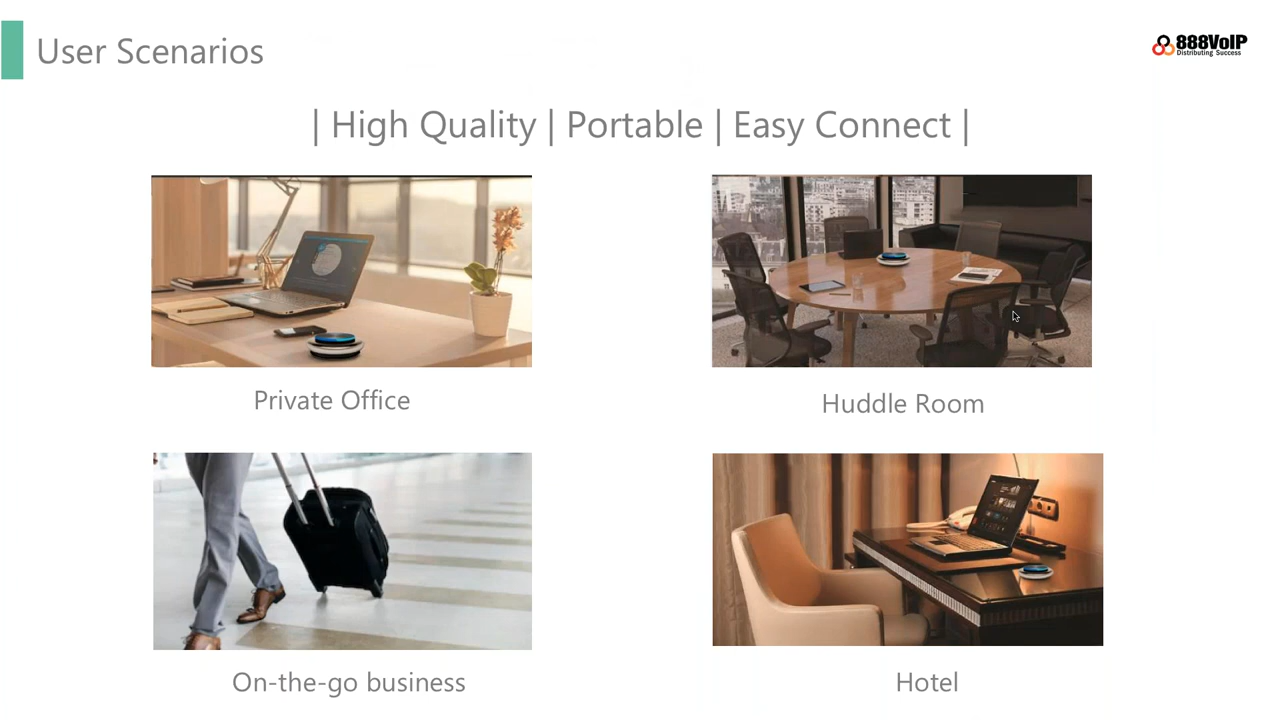 User Scenarios
888VoIP
Distributing Success
| High Quality | Portable | Easy Connect |
Private Office
Huddle Room
On-the-go business
Hotel